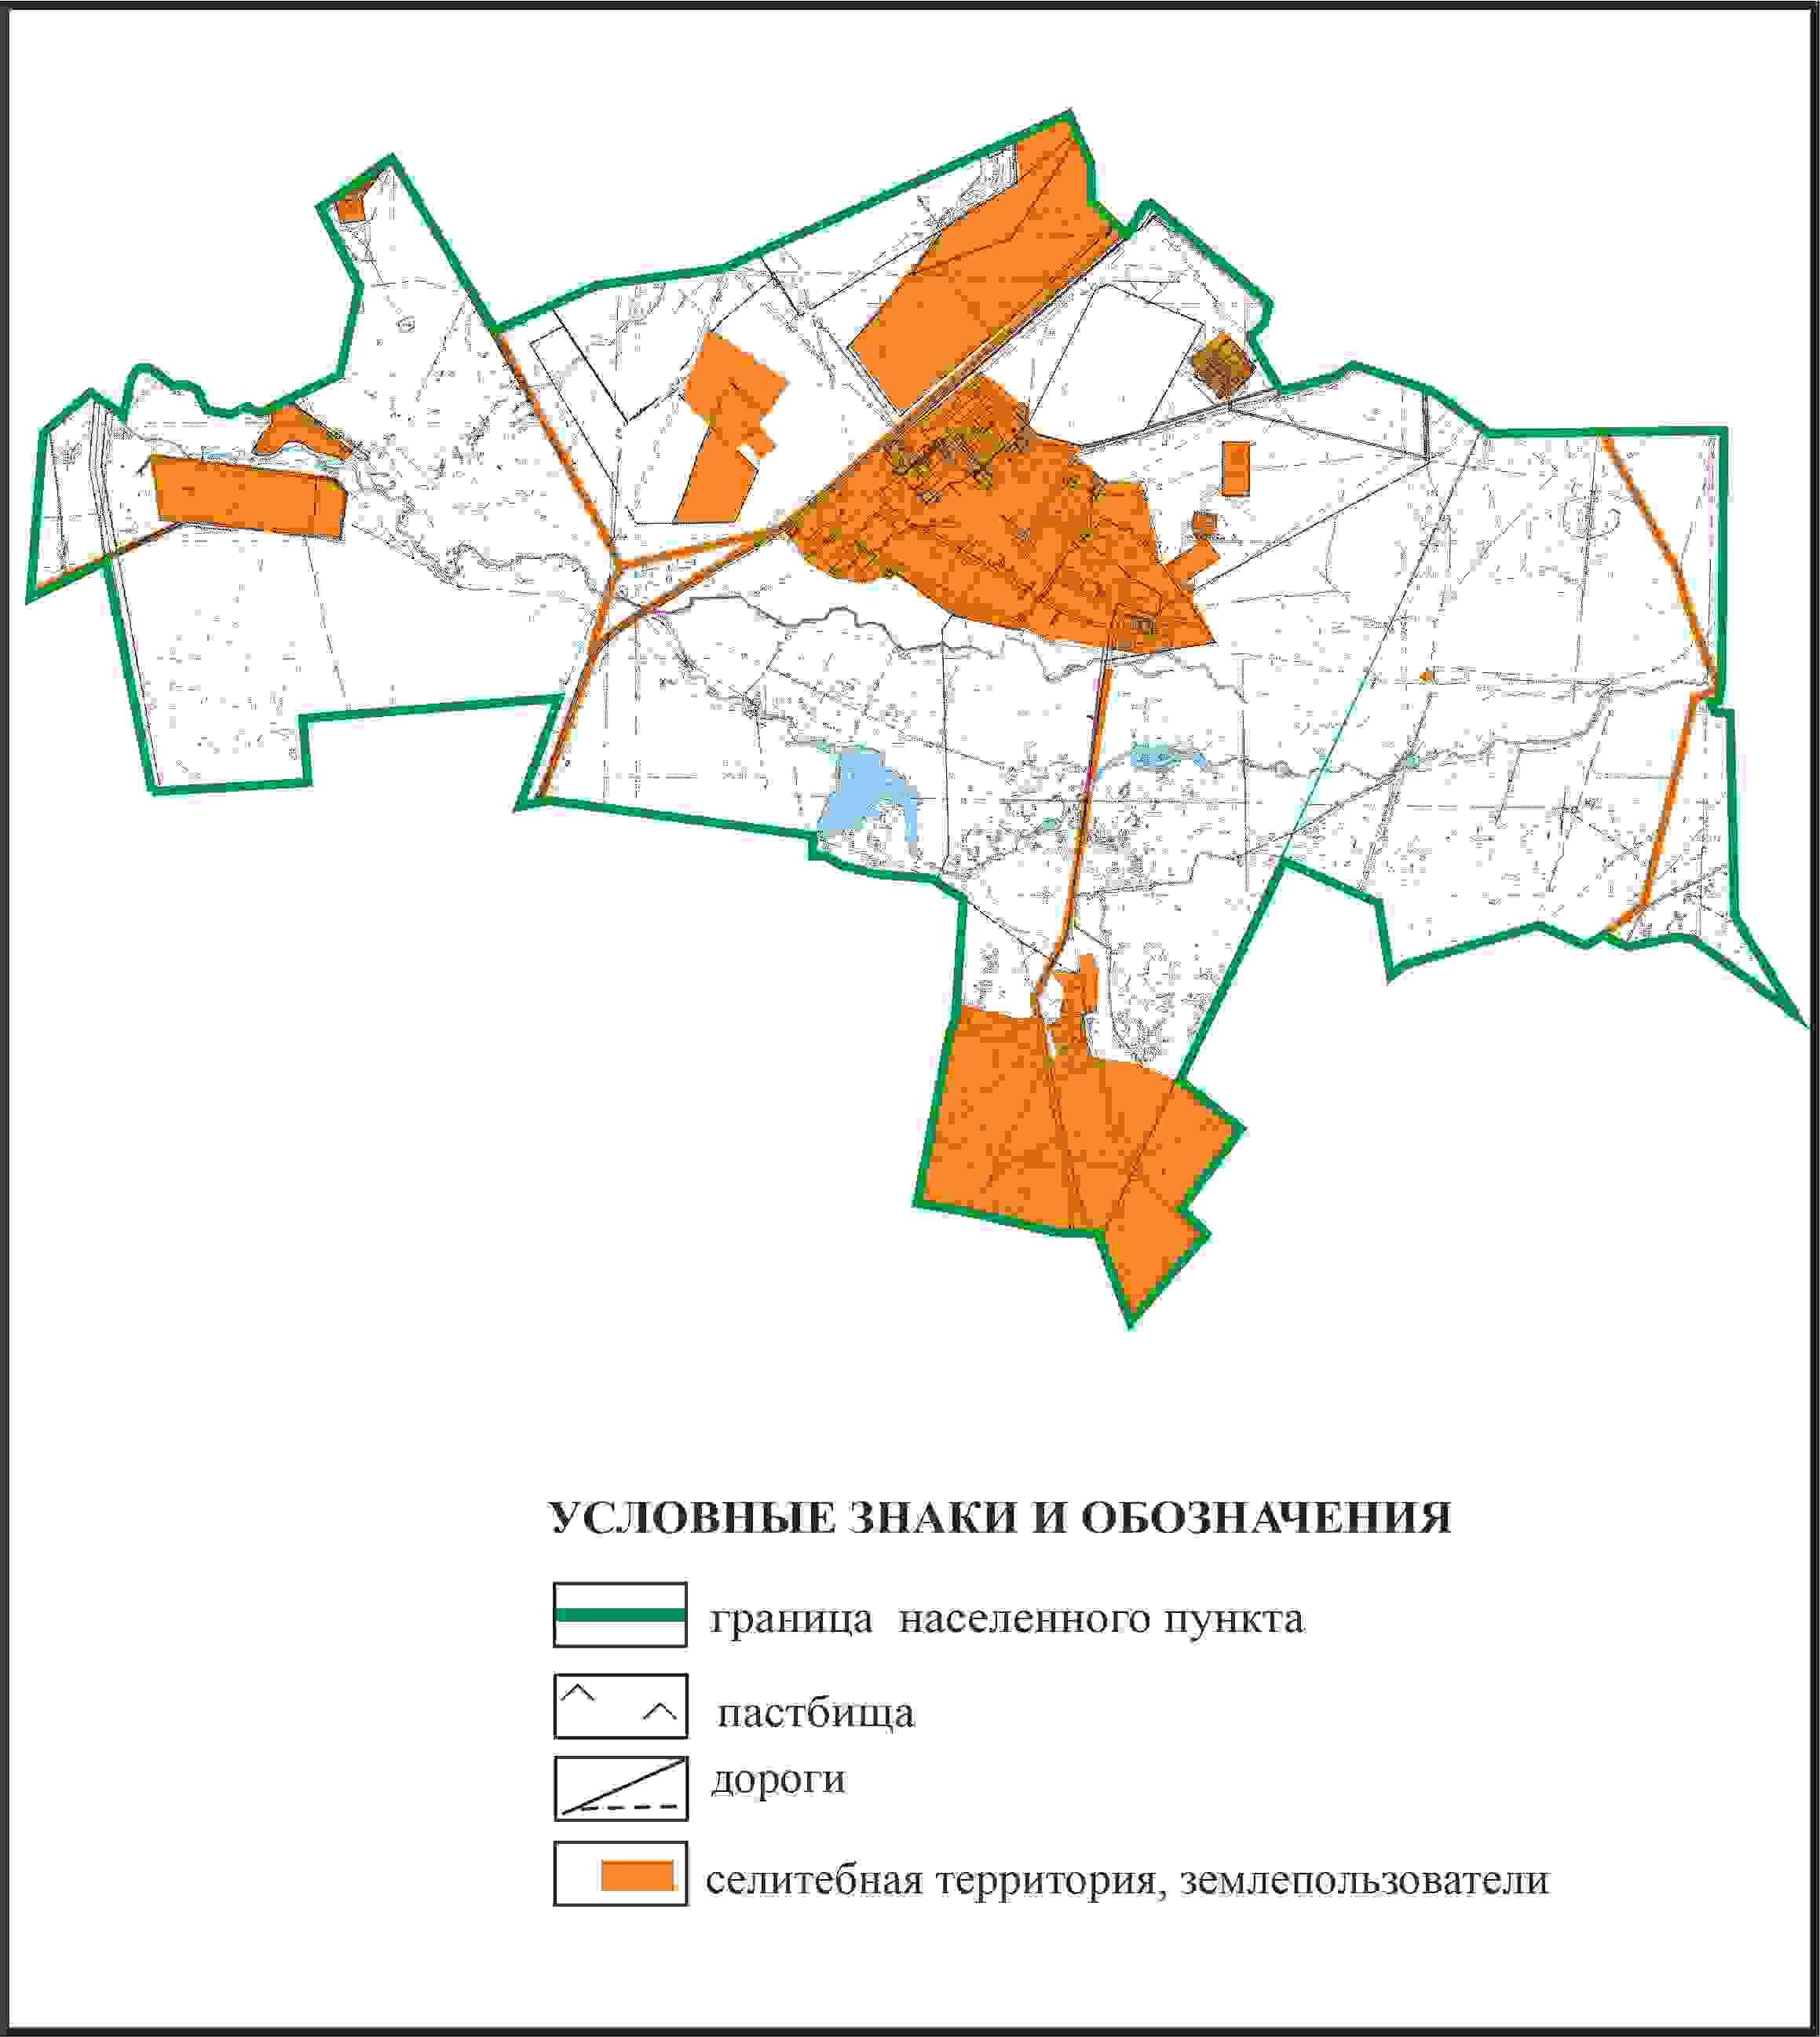 УСЛОВНЫЕ ЗНАКИ И ОБОЗНАЧЕНИЯ
граница населенного пункта
пастбища
дороги
селитебная территория, землепользователи